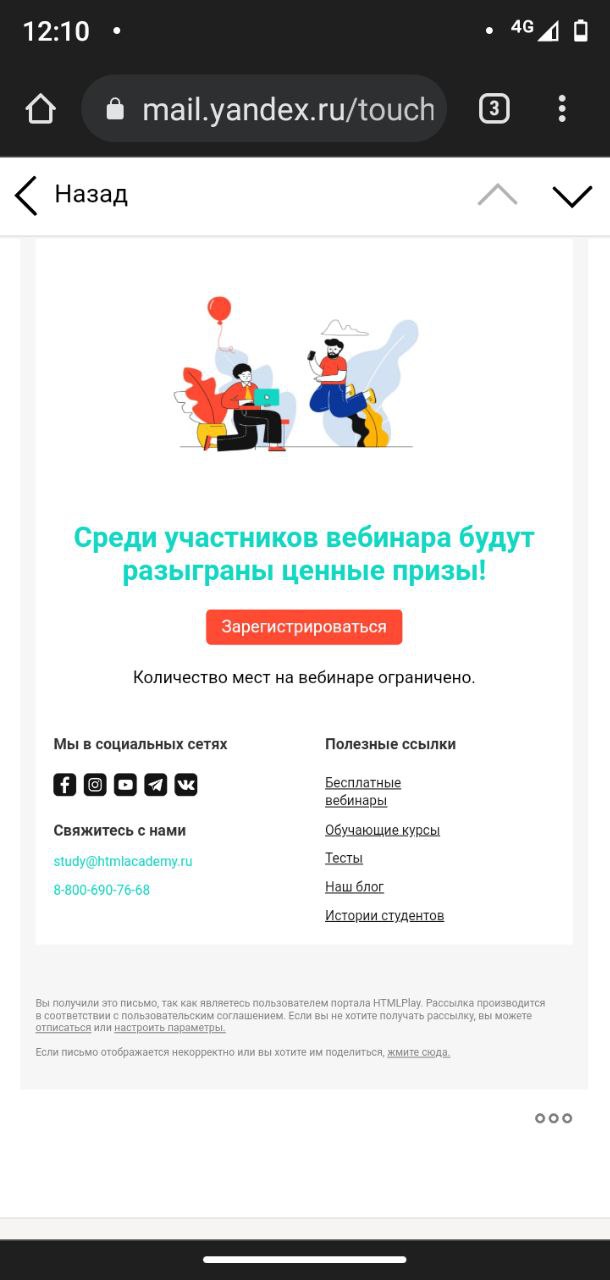 12:10
4G
mail.yandex.ru/touch
3
Назад
Среди участников вебинара будут
разыграны ценные призы!
Зарегистрироваться
Количество мест на вебинаре ограничено.
Мы в социальных сетях
Свяжитесь с нами
study@htmlacademy.ru
8-800-690-76-68
Полезные ссылки
Бесплатные
вебинары
Обучающие курсы
Тесты
Наш блог
Истории студентов
Вы получили это письмо, так как являетесь пользователем портала HTMLPlay. Рассылка производится
в соответствии с пользовательским соглашением. Если вы не хотите получать рассылку, вы можете
отписаться или настроить параметры.
Если письмо отображается некорректно или вы хотите им поделиться, жмите сюда.